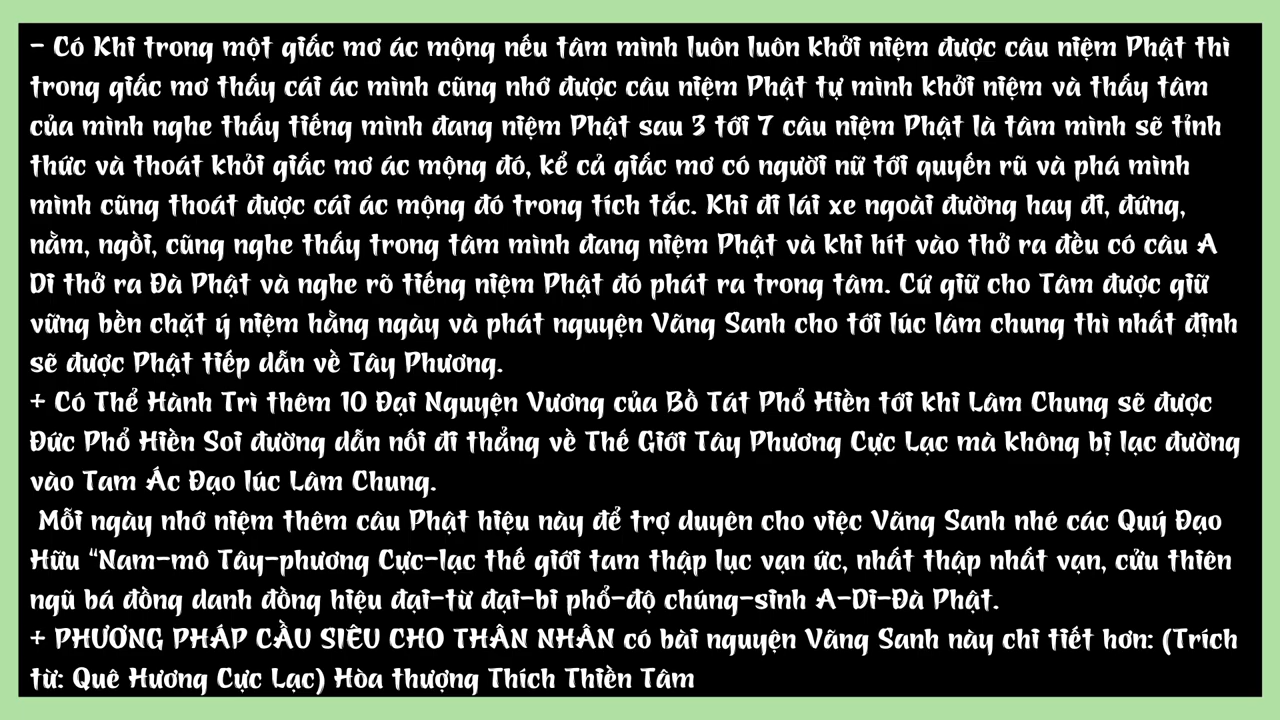 - Có Khi trong một giấc mơ ác mộng nếu tâm mình luôn luôn khởi niệm được câu niệm Phật thì
trong giấc mơ thấy cái ác mình cũng nhớ được câu niệm Phật tự mình khởi niệm và thấy tâm
của mình nghe thấy tiếng mình đang niệm Phật sau 3 tới 7 câu niệm Phật là tâm mình sẽ tỉnh
thức và thoát khỏi giấc mơ ác mộng đó, kể cả giấc mơ có người nữ tới quyến rũ và phá mình
mình cũng thoát được cái ác mộng đó trong tích tắc. Khi đi lái xe ngoài đường hay đi, đứng,
nằm, ngồi, cũng nghe thấy trong tâm mình đang niệm Phật và khi hít vào thở ra đều có câu A
Di thở ra Đà Phật và nghe rõ tiếng niệm Phật đó phát ra trong tâm. Cứ giữ cho Tâm được giữ
vững bền chặt ý niệm hằng ngày và phát nguyện Vãng Sanh cho tới lúc lâm chung thì nhất định
sẽ được Phật tiếp dẫn về Tây Phương.
+ Có Thể Hành Trì thêm 10 Đại Nguyện Vương của Bồ Tát Phổ Hiền tới khi Lâm Chung sẽ được
Đức Phổ Hiền Soi đường dẫn nối đi thẳng về Thế Giới Tây Phương Cực Lạc mà không bị lạc đường
vào Tam Ác Đạo lúc Lâm Chung.
Mỗi ngày nhớ niệm thêm câu Phật hiệu này để trợ duyên cho việc Vãng Sanh nhé các Quý Đạo
Hữu "Nam-mô Tây-phương Cực-lạc thế giới tam thập lục vạn ức, nhất thập nhất vạn, cửu thiên
ngũ bá đồng danh đồng hiệu đại-từ đại-bi phổ-độ chúng-sinh A-Di-Đà Phật.
+ PHƯƠNG PHÁP CẦU SIÊU CHO THÂN NHÂN có bài nguyện Vãng Sanh này chi tiết hơn: (Trích
từ: Quê Hương Cực Lạc) Hòa thượng Thích Thiền Tâm